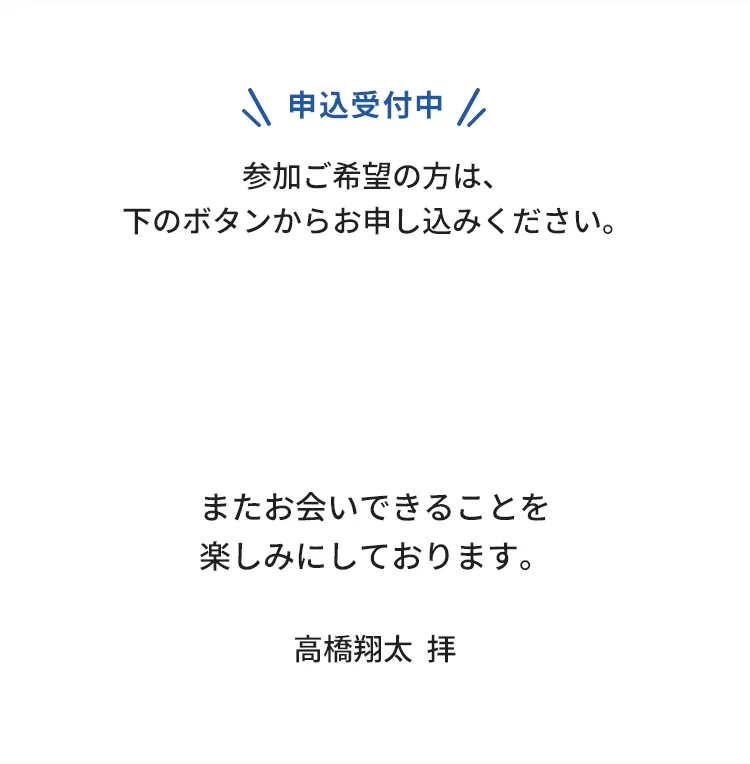 申込受付中
参加ご希望の方は、
下のボタンからお申し込みください。
またお会いできることを
楽しみにしております。
高橋翔太 拝